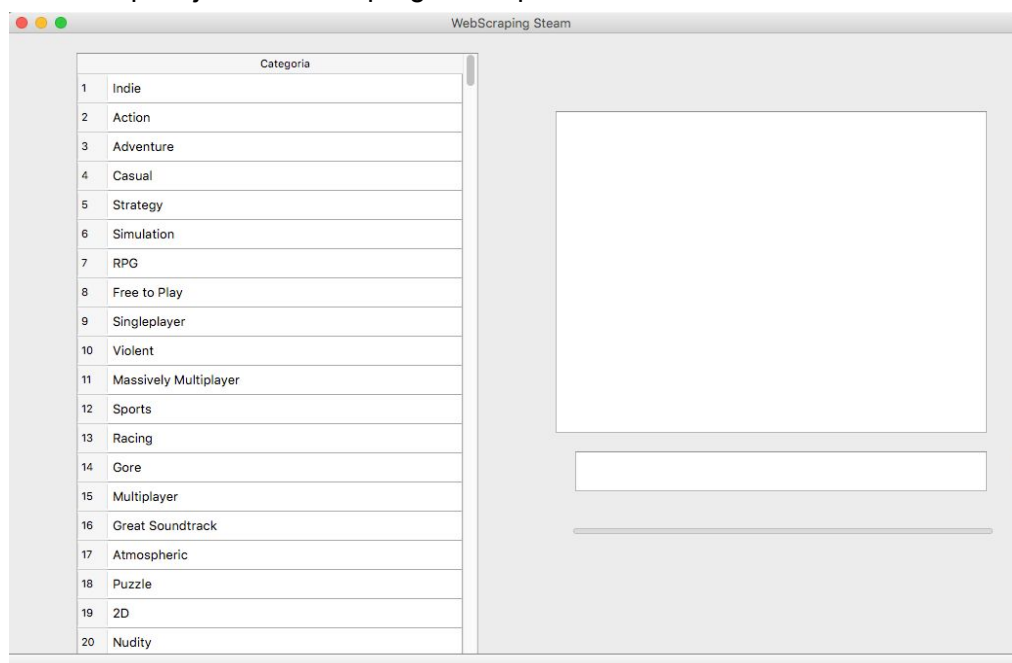 WebScraping Steam
Categoria
1 Indie
2 Action
3 Adventure
4 Casual
5 Strategy
6 Simulation
7 RPG
8 Free to Play
9 Singleplayer
10 Violent
11 Massively Multiplayer
12 Sports
13 Racing
14 Gore
15 Multiplayer
16 Great Soundtrack
17 Atmospheric
18 Puzzle
19 2D
20 Nudity